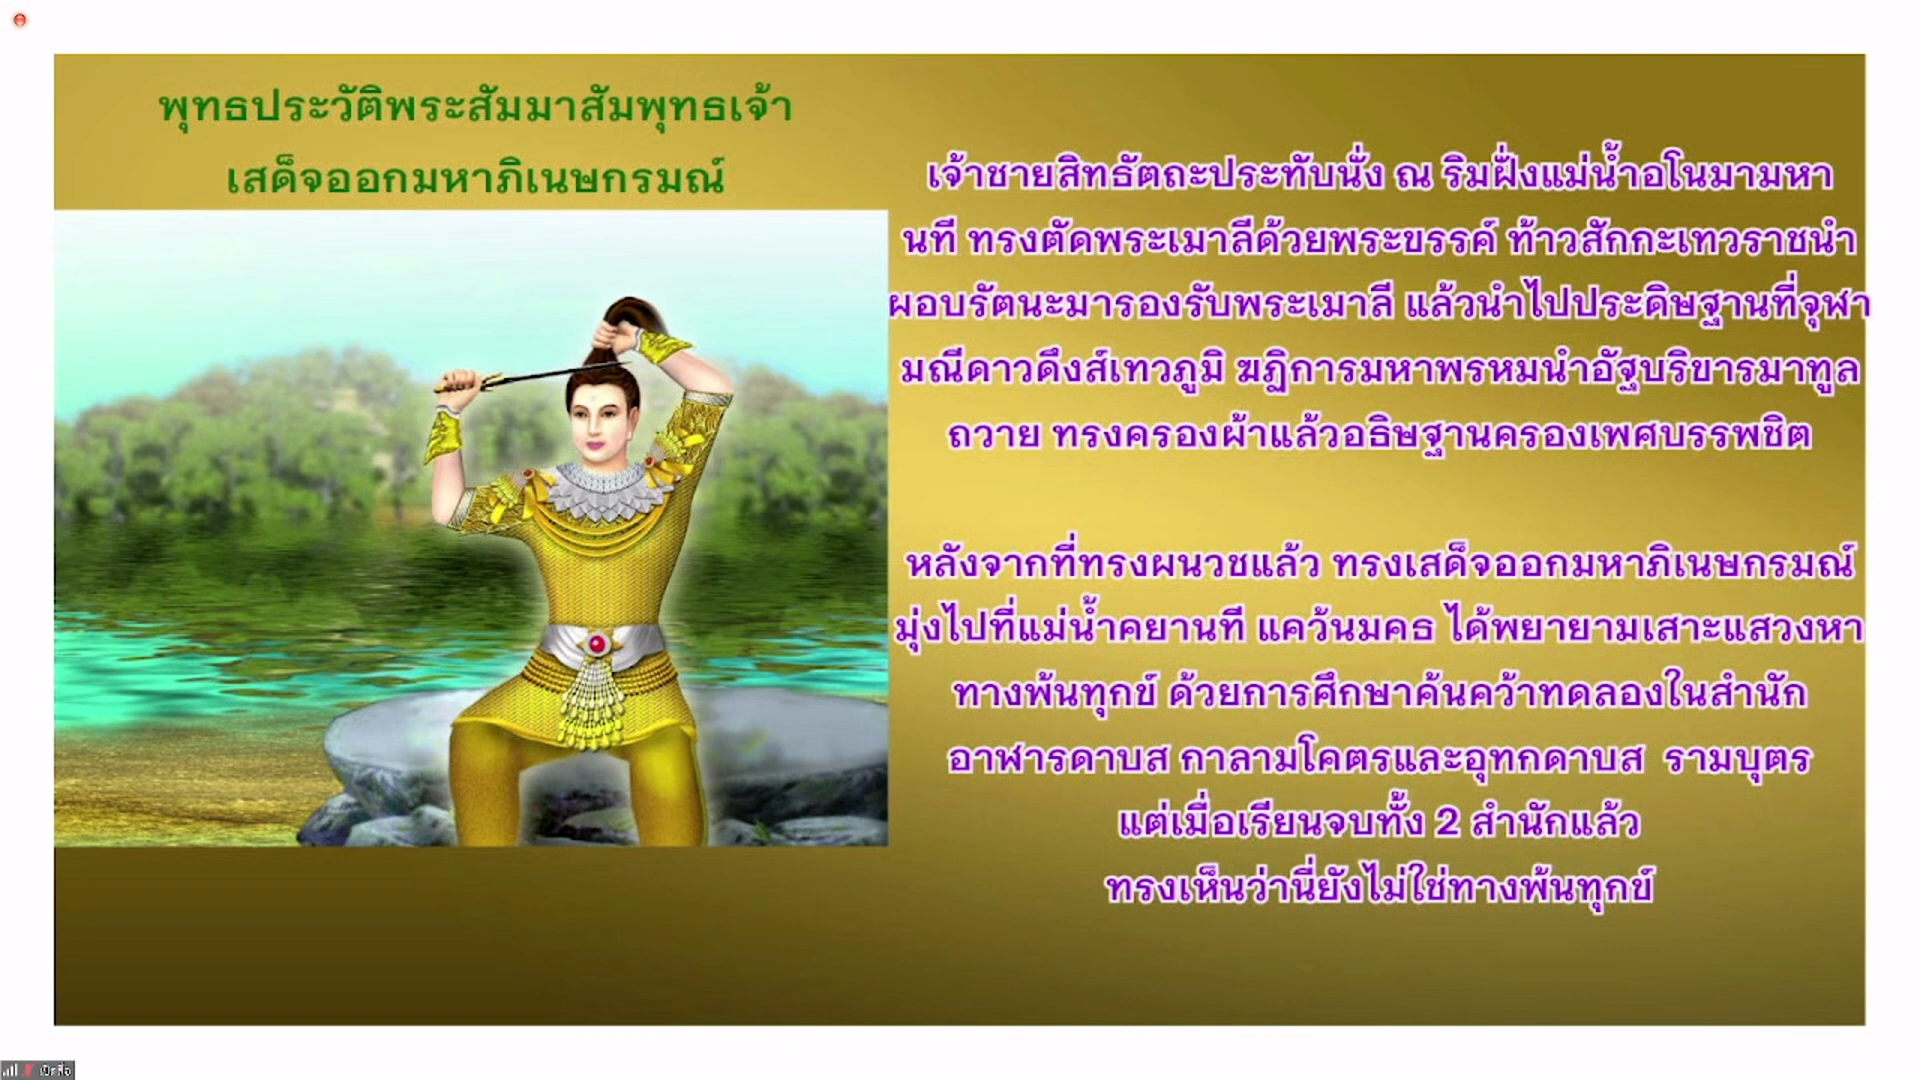 พุทธประวัติพระสัมมาสัมพุทธเจ้า
เสด็จออกมหาภิเนษกรมณ์
เจ้าชายสิทธัตถะประทับนั่ง ณ ริมฝั่งแม่น้ำอโนมามหา
นที ทรงตัดพระเมาลีด้วยพระขรรค์ ท้าวสักกะเทวราชนำ
ผอบรัตนะมารองรับพระเมาลี แล้วนำไปประดิษฐานที่จุฬา
มณีดาวดึงส์เทวภูมิ ฆฏิการมหาพรหมนำอัฐบริขารมาทูล
ถวาย ทรงครองผ้าแล้วอธิษฐานครองเพศบรรพชิต
หลังจากที่ทรงผนวชแล้ว ทรงเสด็จออกมหาภิเนษกรมณ์
มุ่งไปที่แม่น้ำคยานที แคว้นมคธ ได้พยายามเสาะแสวงหา
ทางพ้นทุกข์ ด้วยการศึกษาค้นคว้าทดลองในสำนัก
อาฬารดาบส กาลามโคตรและอุทกดาบส  รามบุตร
แต่เมื่อเรียนจบทั้ง 2 สำนักแล้ว
ทรงเห็นว่านี่ยังไม่ใช่ทางพ้นทุกข์